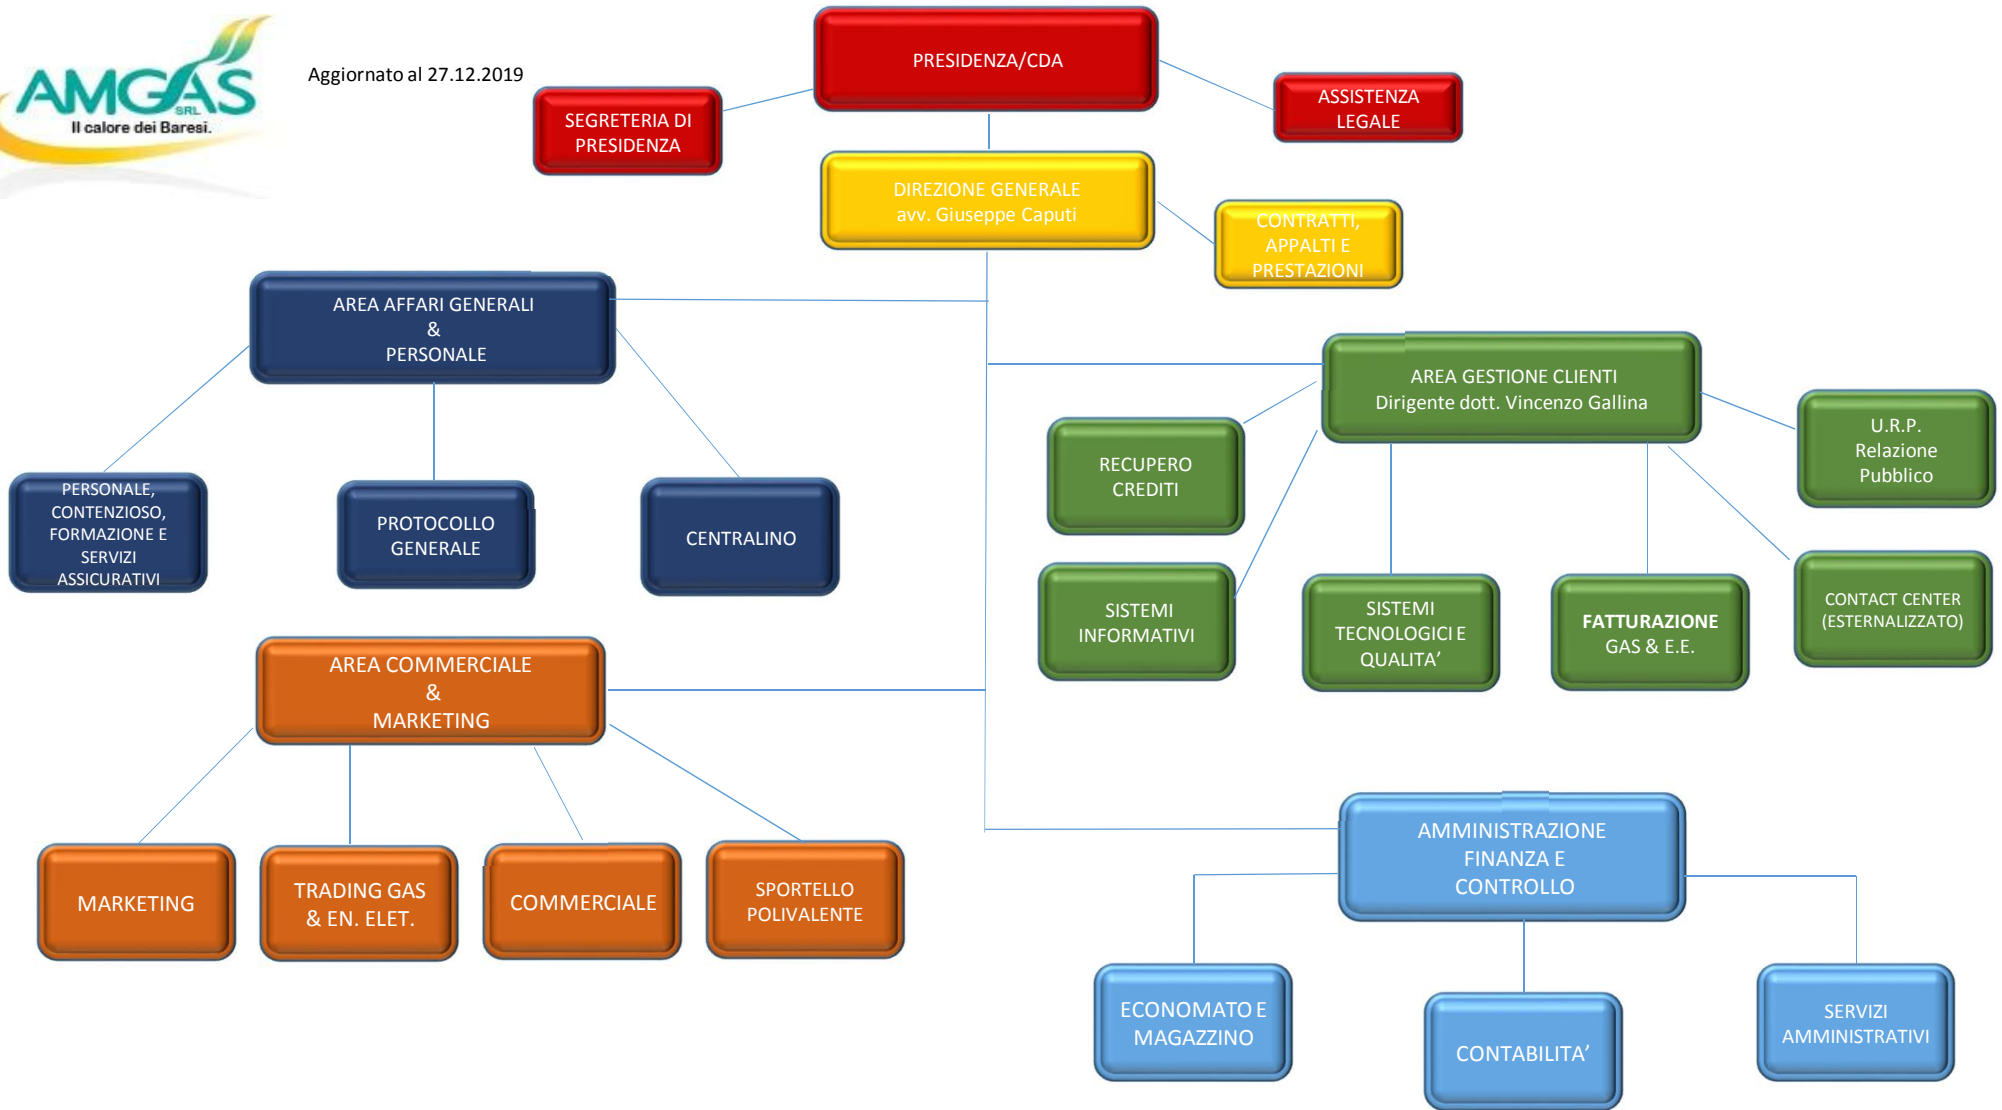 AMGAS
SRL
Il calore dei Baresi.
Aggiornato al 27.12.2019
PRESIDENZA/CDA
SEGRETERIA DI
PRESIDENZA
ASSISTENZA
LEGALE
DIREZIONE GENERALE
avv. Giuseppe Caputi
CONTRATTI,
APPALTI E
PRESTAZIONI
AREA AFFARI GENERALI
&
PERSONALE
PERSONALE,
CONTENZIOSO,
FORMAZIONE E
SERVIZI
ASSICURATIVI
PROTOCOLLO
GENERALE
CENTRALINO
AREA GESTIONE CLIENTI
Dirigente dott. Vincenzo Gallina
RECUPERO
CREDITI
U.R.P.
Relazione
Pubblico
SISTEMI
INFORMATIVI
SISTEMI
TECNOLOGICI E
QUALITA’
FATTURAZIONE
GAS & E.E.
CONTACT CENTER
(ESTERNALIZZATO)
AREA COMMERCIALE
&
MARKETING
MARKETING
TRADING GAS
& EN. ELET.
COMMERCIALE
SPORTELLO
POLIVALENTE
AMMINISTRAZIONE
FINANZA E
CONTROLLO
ECONOMATO E
MAGAZZINO
CONTABILITA’
SERVIZI
AMMINISTRATIVI